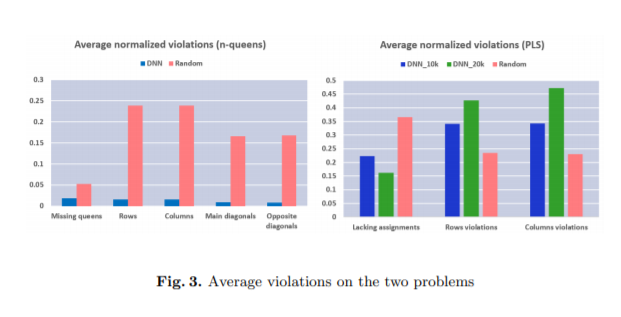 Average normalized violations (n-queens)
DNN Random
0.3
0.25
0.2
0.15
0.1
0.05
0
Missing queens Rows Columns Main diagonals Opposite diagonals
Average normalized violations (PLS)
DNN_10k DNN_20k Random
0.5
0.45
0.4
0.35
0.3
0.25
0.2
0.15
0.1
0.05
0
Lacking assignments Rows violations Columns violations
Fig. 3. Average violations on the two problems